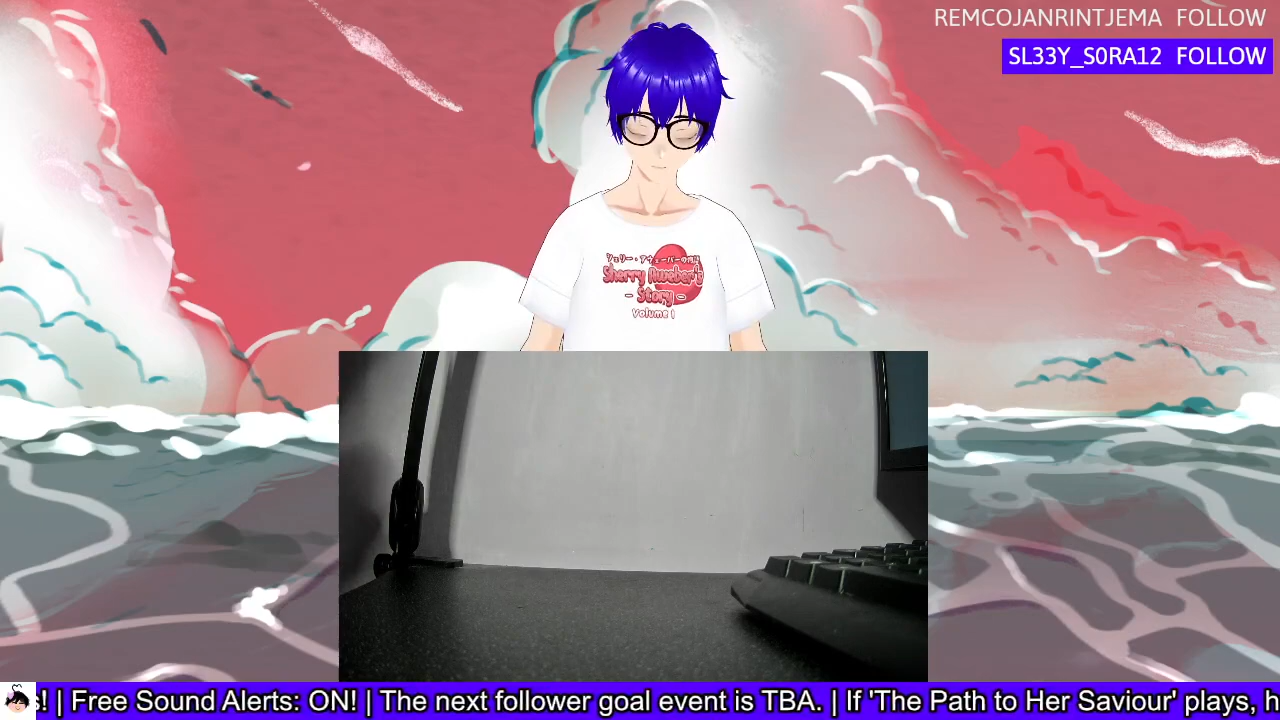 REMCOJANRINTJEMA FOLLOW
SL33Y_S0RA12 FOLLOW
Sherry Aweber's
- Story -
Volume 1
s! | Free Sound Alerts: ON! | The next follower goal event is TBA. | If 'The Path to Her Saviour' plays, h